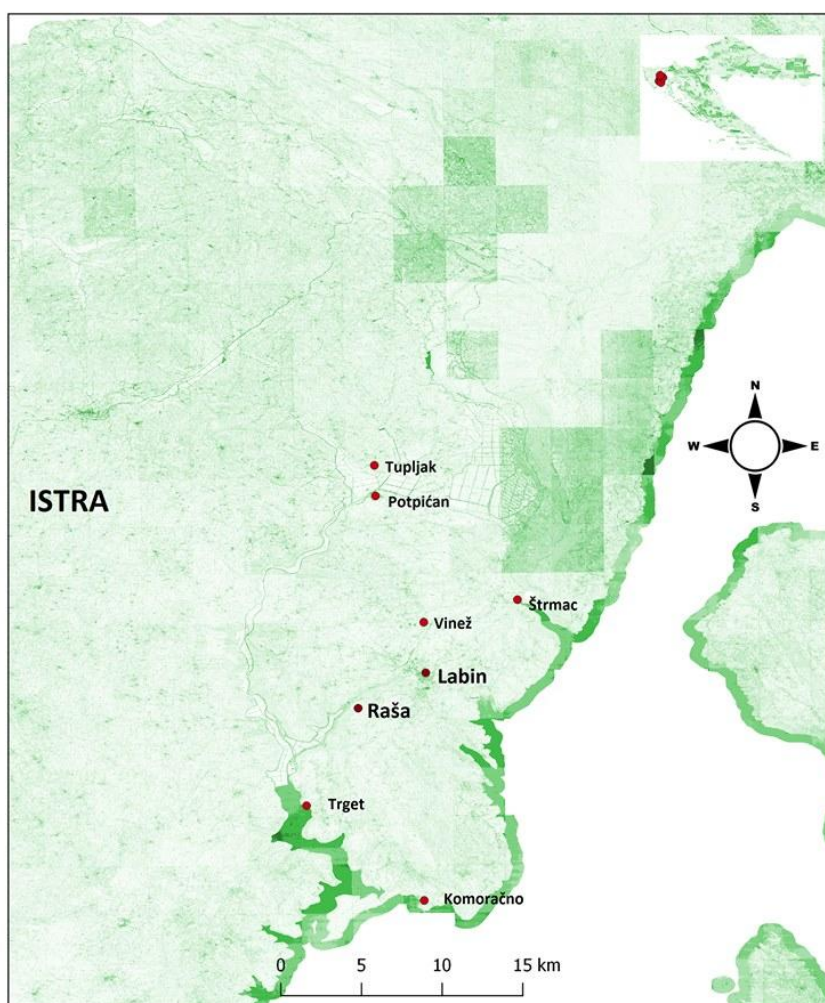 N
W E
S
Tupljak
ISTRA
Potpićan
Štrmac
Vinež
Labin
Raša
Trget
Komoračno
0 5 10 15 km